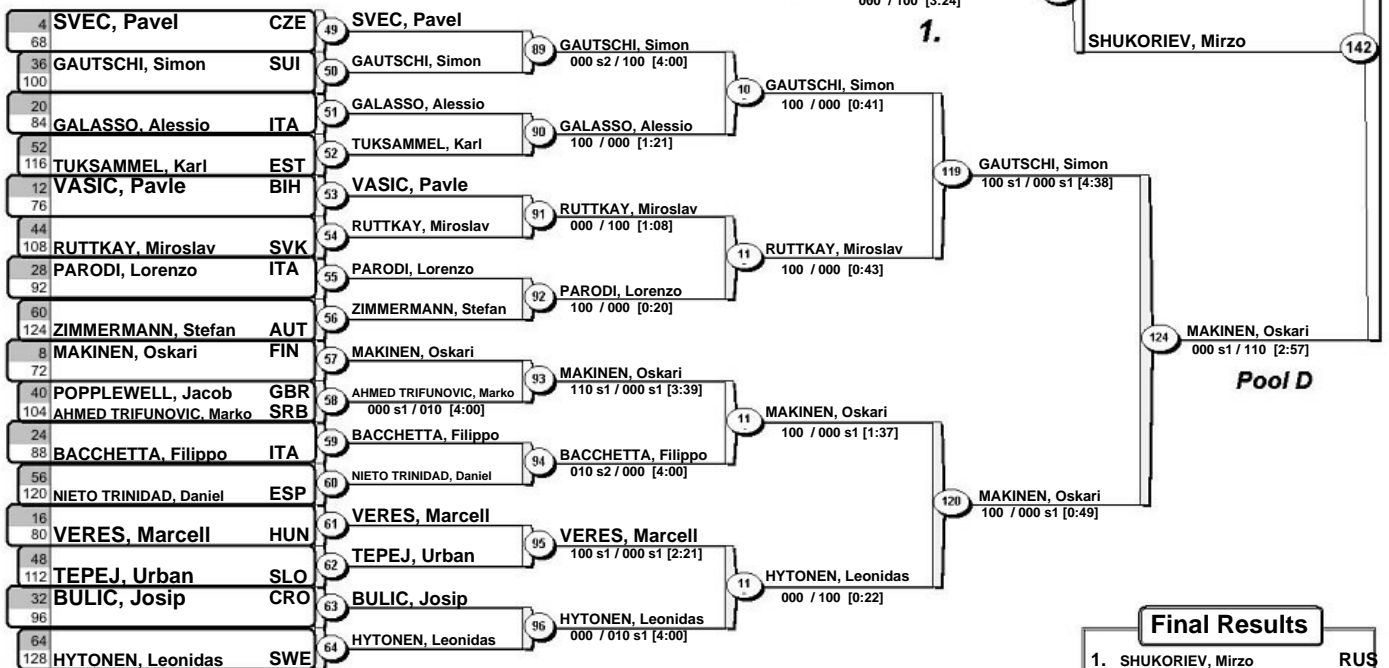 060 / 100 [3:24]
1.
SHUKORIEV, Mirzo
142
4 SVEC, Pavel CZE
68
36 GAUTSCHI, Simon SUI
100
20
84 GALASSO, Alessio ITA
52
116 TUKSAMMEL, Karl EST
12 VASIC, Pavle BIH
76
44
108 RUTTKAY, Miroslav SVK
28 PARODI, Lorenzo ITA
92
60
124 ZIMMERMANN, Stefan AUT
8 MAKINEN, Oskari FIN
72
40 POPPLEWELL, Jacob GBR
104 AHMED TRIFUNOVIC, Marko SRB
24
88 BACCHETTA, Filippo ITA
56
120 NIETO TRINIDAD, Daniel ESP
16
80 VERES, Marcell HUN
48
112 TEPEJ, Urban SLO
32 BULIC, Josip CRO
96
64
128 HYTONEN, Leonidas SWE
49 SVEC, Pavel
50 GAUTSCHI, Simon
51 GALASSO, Alessio
52 TUKSAMMEL, Karl
53 VASIC, Pavle
54 RUTTKAY, Miroslav
55 PARODI, Lorenzo
56 ZIMMERMANN, Stefan
57 MAKINEN, Oskari
58 AHMED TRIFUNOVIC, Marko
000 s1 / 010 [4:00]
59 BACCHETTA, Filippo
60 NIETO TRINIDAD, Daniel
61 VERES, Marcell
62 TEPEJ, Urban
63 BULIC, Josip
64 HYTONEN, Leonidas
89 GAUTSCHI, Simon
000 s2 / 100 [4:00]
90 GALASSO, Alessio
100 / 000 [1:21]
91 RUTTKAY, Miroslav
000 / 100 [1:08]
92 PARODI, Lorenzo
100 / 000 [0:20]
93 MAKINEN, Oskari
110 s1 / 000 s1 [3:39]
94 BACCHETTA, Filippo
010 s2 / 000 [4:00]
95 VERES, Marcell
100 s1 / 000 s1 [2:21]
96 HYTONEN, Leonidas
000 / 010 s1 [4:00]
10 GAUTSCHI, Simon
100 / 000 [0:41]
11 RUTTKAY, Miroslav
100 / 000 [0:43]
11 MAKINEN, Oskari
100 / 000 s1 [1:37]
11 HYTONEN, Leonidas
000 / 100 [0:22]
119 GAUTSCHI, Simon
100 s1 / 000 s1 [4:38]
120 MAKINEN, Oskari
100 / 000 s1 [0:49]
124 MAKINEN, Oskari
000 s1 / 110 [2:57]
Pool D
Final Results
1. SHUKORIEV, Mirzo RUS